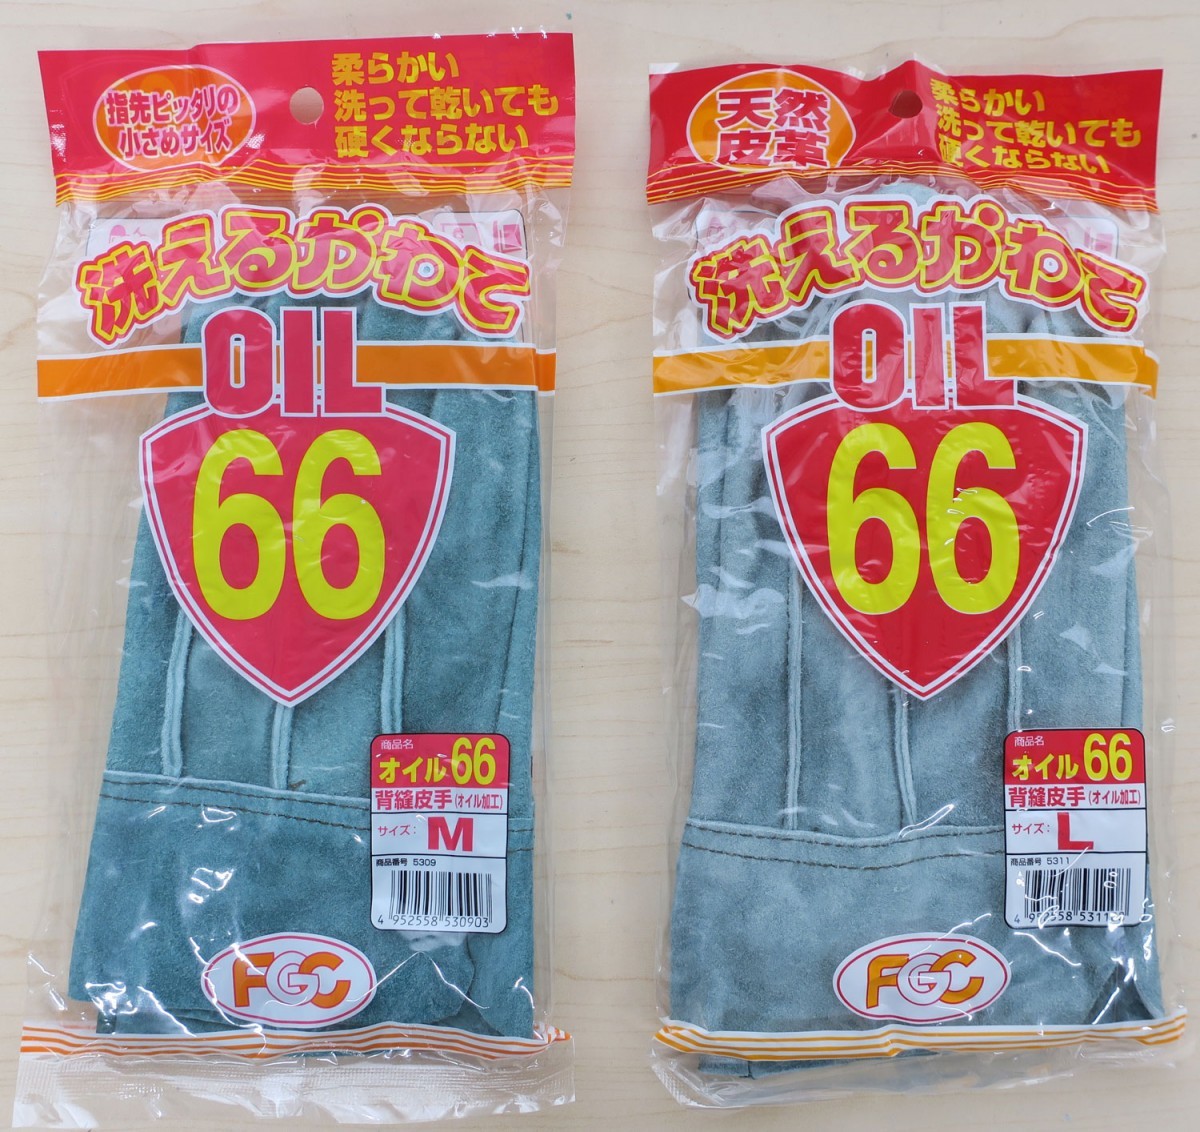 指先ピッタリの
小さめサイズ
柔らかい
洗って乾いても
硬くならない
洗えるかわて
OIL
66
商品名
オイル66
背縫皮手(オイル加工)
サイズ: M
商品番号 5309
4 952558 530903
FGC
天然
皮革
柔らかい
洗って乾いても
硬くならない
洗えるかわて
OIL
66
商品名
オイル66
背縫皮手(オイル加工)
サイズ: L
商品番号 5311
FGC